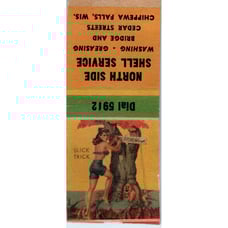 NORTH SIDE
SHELL SERVICE
WASHING - GREASING
BRIDGE AND
CEDAR STREETS
CHIPPEWA FALLS, WIS.
Dial 5912
SLICK
TRICK